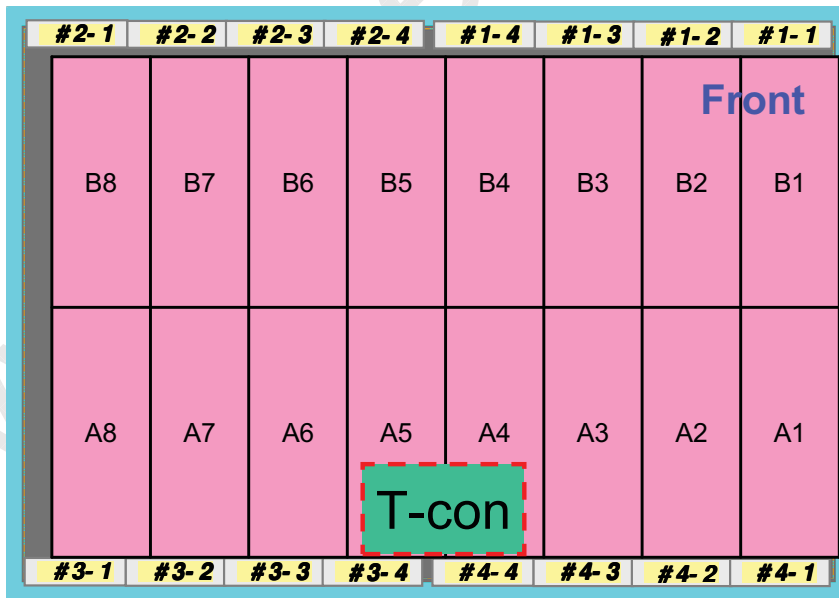 #2- 1 #2- 2 #2- 3 #2- 4 #1- 4 #1- 3 #1- 2 #1- 1
Front
B8 B7 B6 B5 B4 B3 B2 B1
A8 A7 A6 A5 A4 A3 A2 A1
T-con
#3- 1 #3- 2 #3- 3 #3- 4 #4- 4 #4- 3 #4- 2 #4- 1